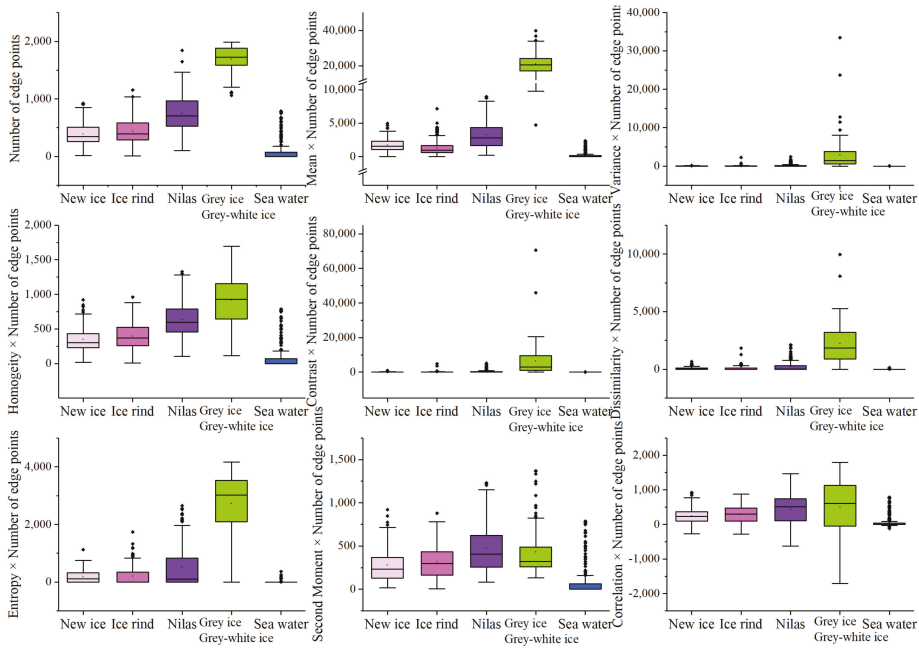 Number of edge points
2,000
1,000
0
New ice Ice rind Nilas Grey ice Sea water
Grey-white ice
Mean × Number of edge points
40,000
20,000
10,000
5,000
0
New ice Ice rind Nilas Grey ice Sea water
Grey-white ice
Variance × Number of edge points
40,000
30,000
20,000
10,000
0
New ice Ice rind Nilas Grey ice Sea water
Grey-white ice
Homogeity × Number of edge points
2,000
1,500
1,000
500
0
New ice Ice rind Nilas Grey ice Sea water
Grey-white ice
Contrast × Number of edge points
80,000
60,000
40,000
20,000
0
New ice Ice rind Nilas Grey ice Sea water
Grey-white ice
Dissimilarity × Number of edge points
10,000
5,000
0
New ice Ice rind Nilas Grey ice Sea water
Grey-white ice
Entropy × Number of edge points
4,000
2,000
0
New ice Ice rind Nilas Grey ice Sea water
Grey-white ice
Second Moment × Number of edge points
1,500
1,000
500
0
New ice Ice rind Nilas Grey ice Sea water
Grey-white ice
Correlation × Number of edge points
2,000
1,000
0
-1,000
-2,000
New ice Ice rind Nilas Grey ice Sea water
Grey-white ice